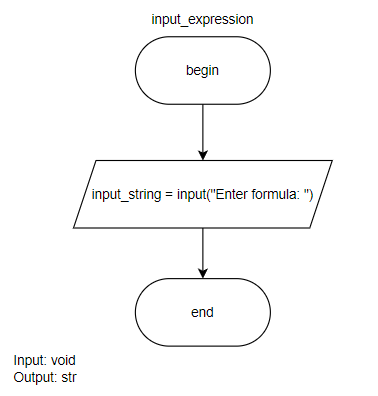 input_expression
begin
input_string = input("Enter formula: ")
end
Input: void
Output: str